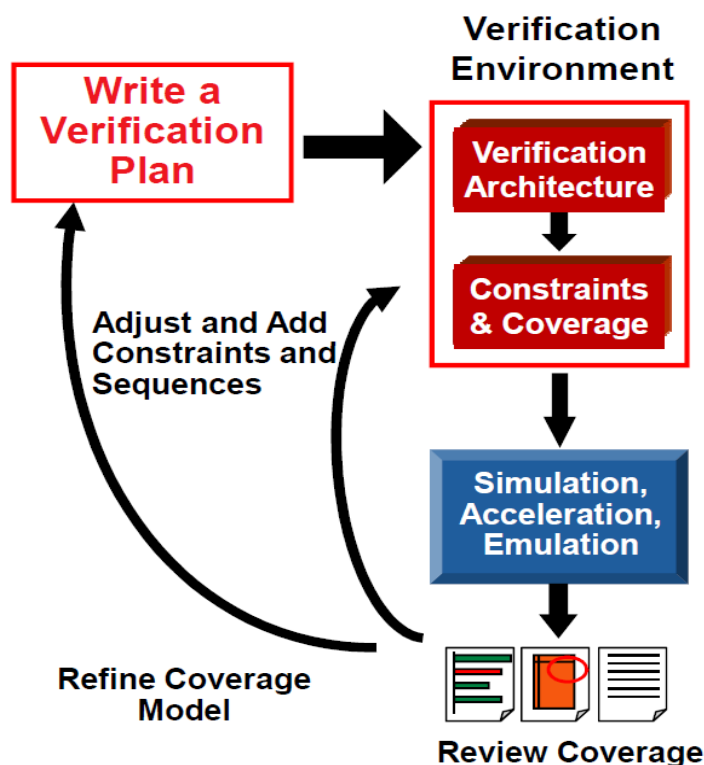 Verification
Environment
Write a
Verification
Plan
Verification
Architecture
Constraints
& Coverage
Adjust and Add
Constraints and
Sequences
Simulation,
Acceleration,
Emulation
Refine Coverage
Model
Review Coverage